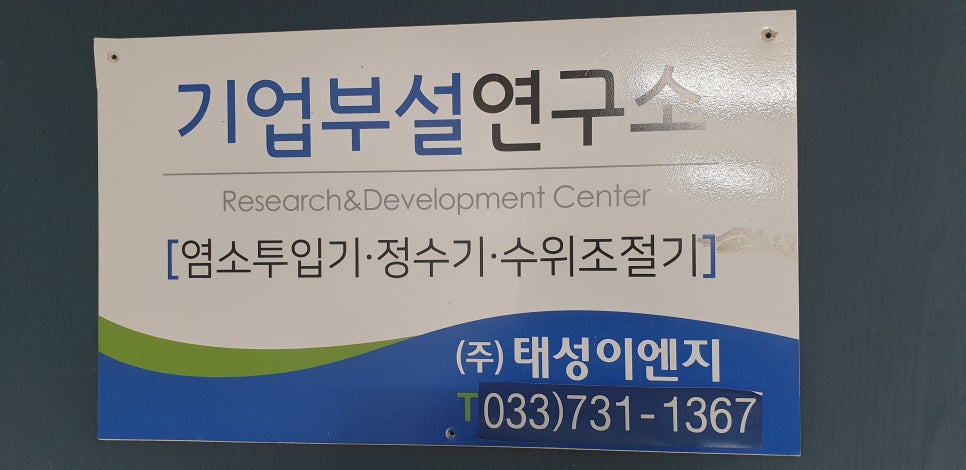 기업부설연구소
Research&Development Center
[염소투입기·정수기·수위조절기]
(주)태성이엔지
T 033)731-1367